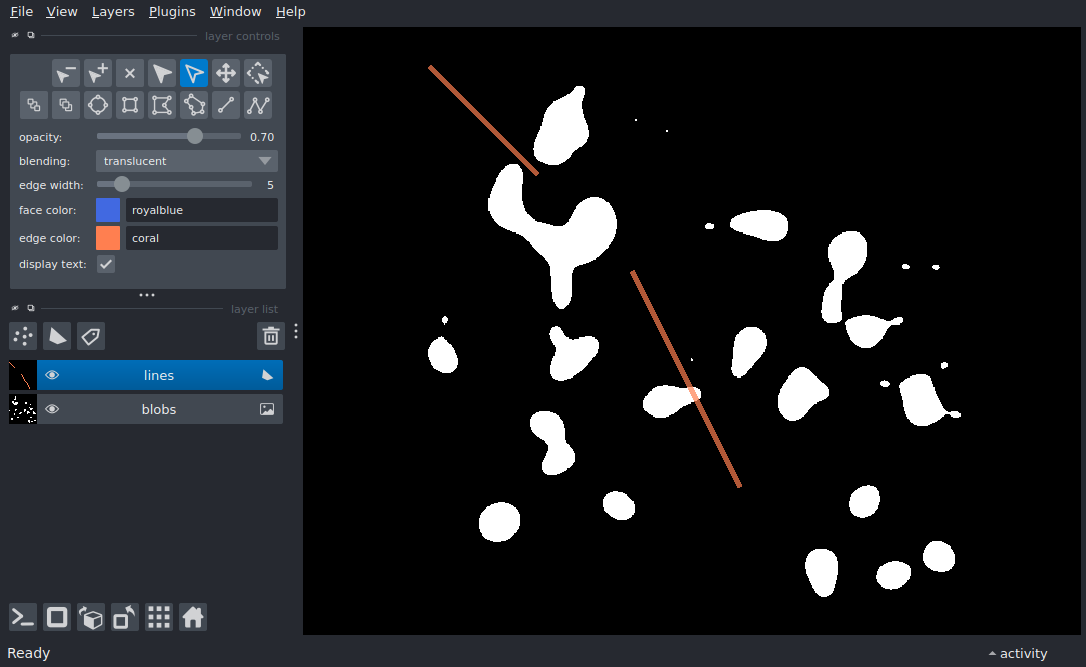 File View Layers Plugins Window Help
layer controls
opacity: 0.70
blending: translucent
edge width: 5
face color: royalblue
edge color: coral
display text:
layer list
lines
blobs
Ready activity